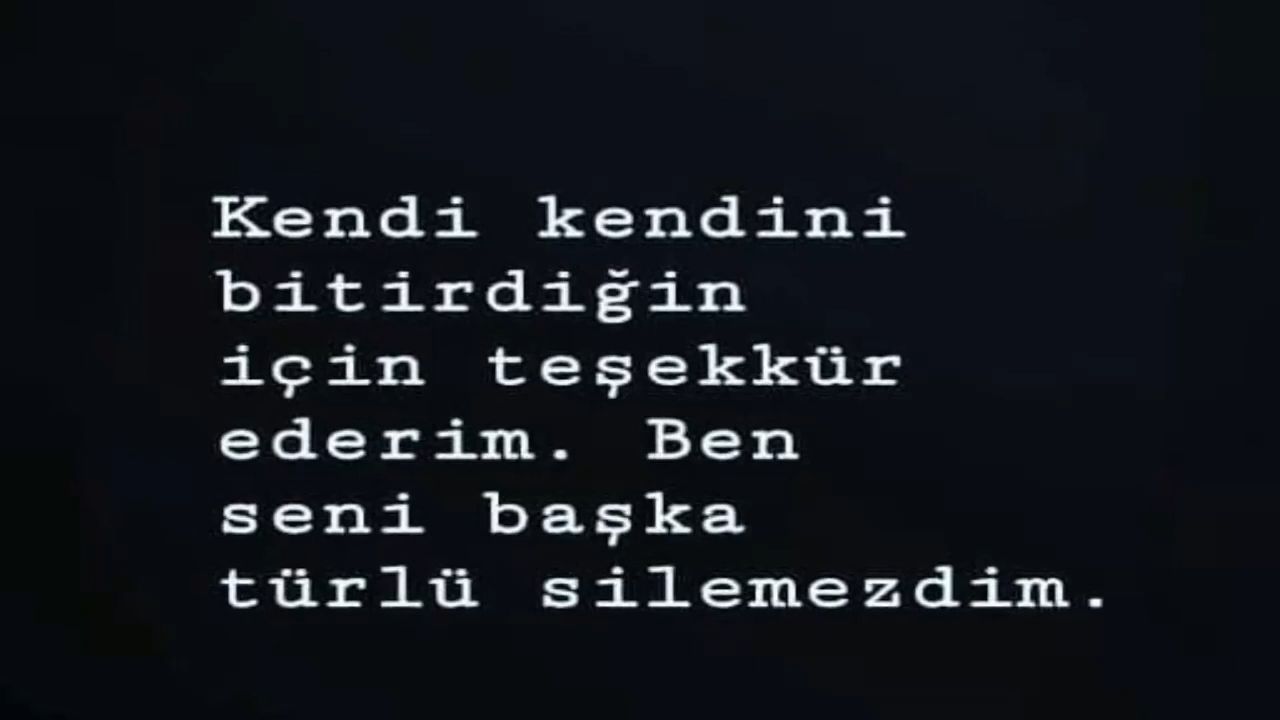 Kendi kendini
bitirdiğin
için teşekkür
ederim. Ben
seni başka
türlü silemezdim.